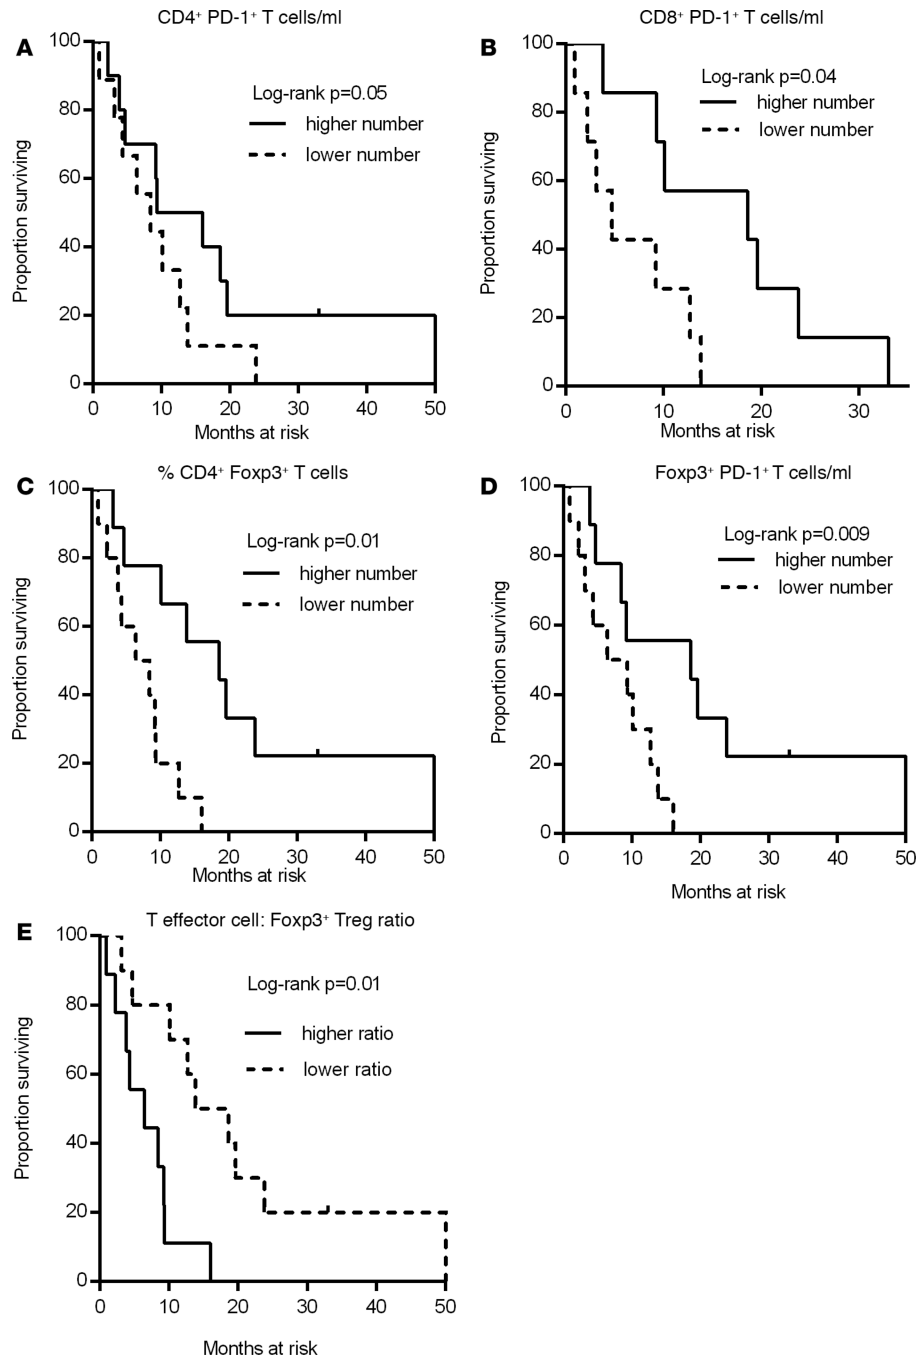 CD4⁺ PD-1⁺ T cells/ml
A
100
80
60
40
20
0
Proportion surviving
Log-rank p=0.05
higher number
lower number
0 10 20 30 40 50
Months at risk
CD8⁺ PD-1⁺ T cells/ml
B
100
80
60
40
20
0
Proportion surviving
Log-rank p=0.04
higher number
lower number
0 10 20 30
Months at risk
% CD4⁺ Foxp3⁺ T cells
C
100
80
60
40
20
0
Proportion surviving
Log-rank p=0.01
higher number
lower number
0 10 20 30 40 50
Months at risk
Foxp3⁺ PD-1⁺ T cells/ml
D
100
80
60
40
20
0
Proportion surviving
Log-rank p=0.009
higher number
lower number
0 10 20 30 40 50
Months at risk
T effector cell: Foxp3⁺ Treg ratio
E
100
80
60
40
20
0
Proportion surviving
Log-rank p=0.01
higher ratio
lower ratio
0 10 20 30 40 50
Months at risk